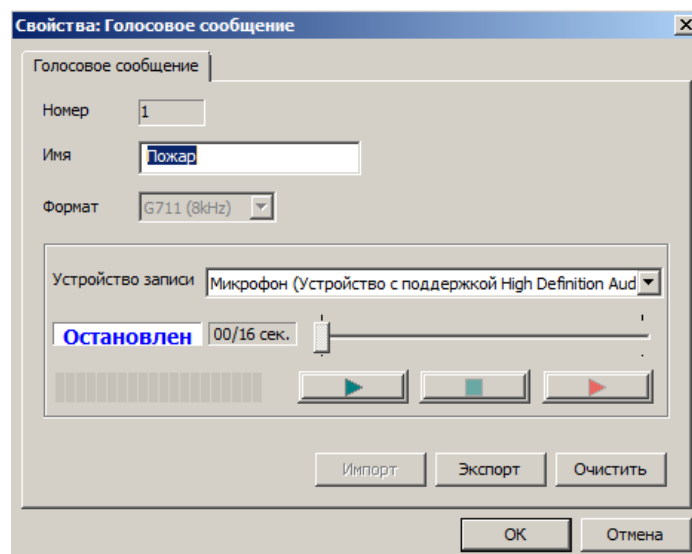 Свойства: Голосовое сообщение
Голосовое сообщение
Номер 1
Имя Пожар
Формат G711 (8kHz)
Устройство записи Микрофон (Устройство с поддержкой High Definition Aud
Остановлен 00/16 сек.
Импорт Экспорт Очистить
OK Отмена